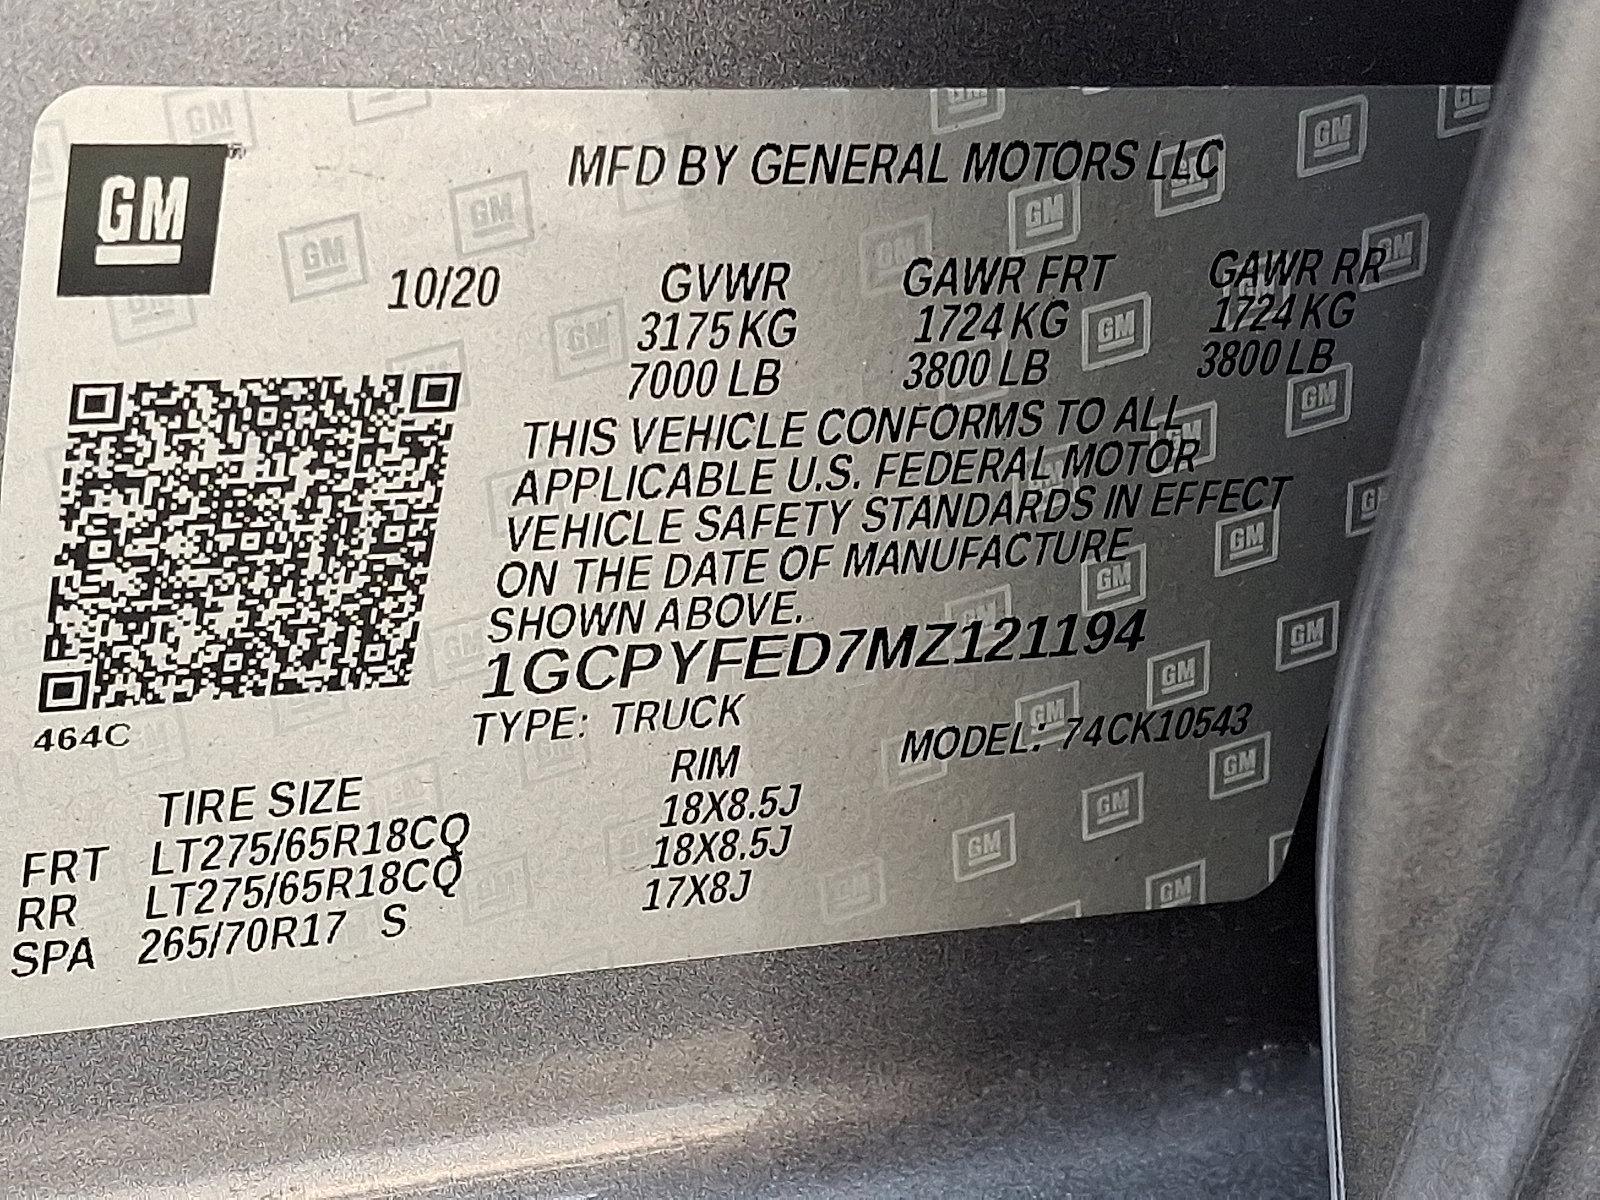 GM
MFD BY GENERAL MOTORS LLC
10/20 GVWR GAWR FRT GAWR RR
3175 KG 1724 KG 1724 KG
7000 LB 3800 LB 3800 LB
THIS VEHICLE CONFORMS TO ALL
APPLICABLE U.S. FEDERAL MOTOR
VEHICLE SAFETY STANDARDS IN EFFECT
ON THE DATE OF MANUFACTURE
SHOWN ABOVE.
1GCPYFED7MZ121194
464C
TYPE: TRUCK MODEL: 74CK10543
TIRE SIZE RIM
FRT LT275/65R18CQ 18X8.5J
RR LT275/65R18CQ 18X8.5J
SPA 265/70R17 S 17X8J